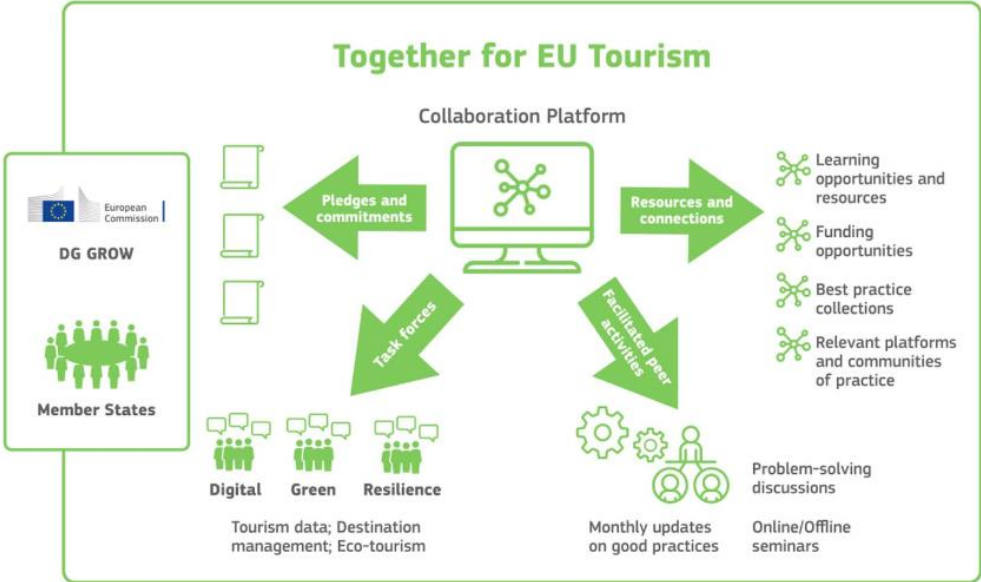 Together for EU Tourism
Collaboration Platform
European
Commission
DG GROW
Member States
Pledges and
commitments
Resources and
connections
Task forces
Facilitated peer
activities
Learning
opportunities and
resources
Funding
opportunities
Best practice
collections
Relevant platforms
and communities
of practice
Digital
Green
Resilience
Tourism data; Destination
management; Eco-tourism
Problem-solving
discussions
Monthly updates
on good practices
Online/Offline
seminars